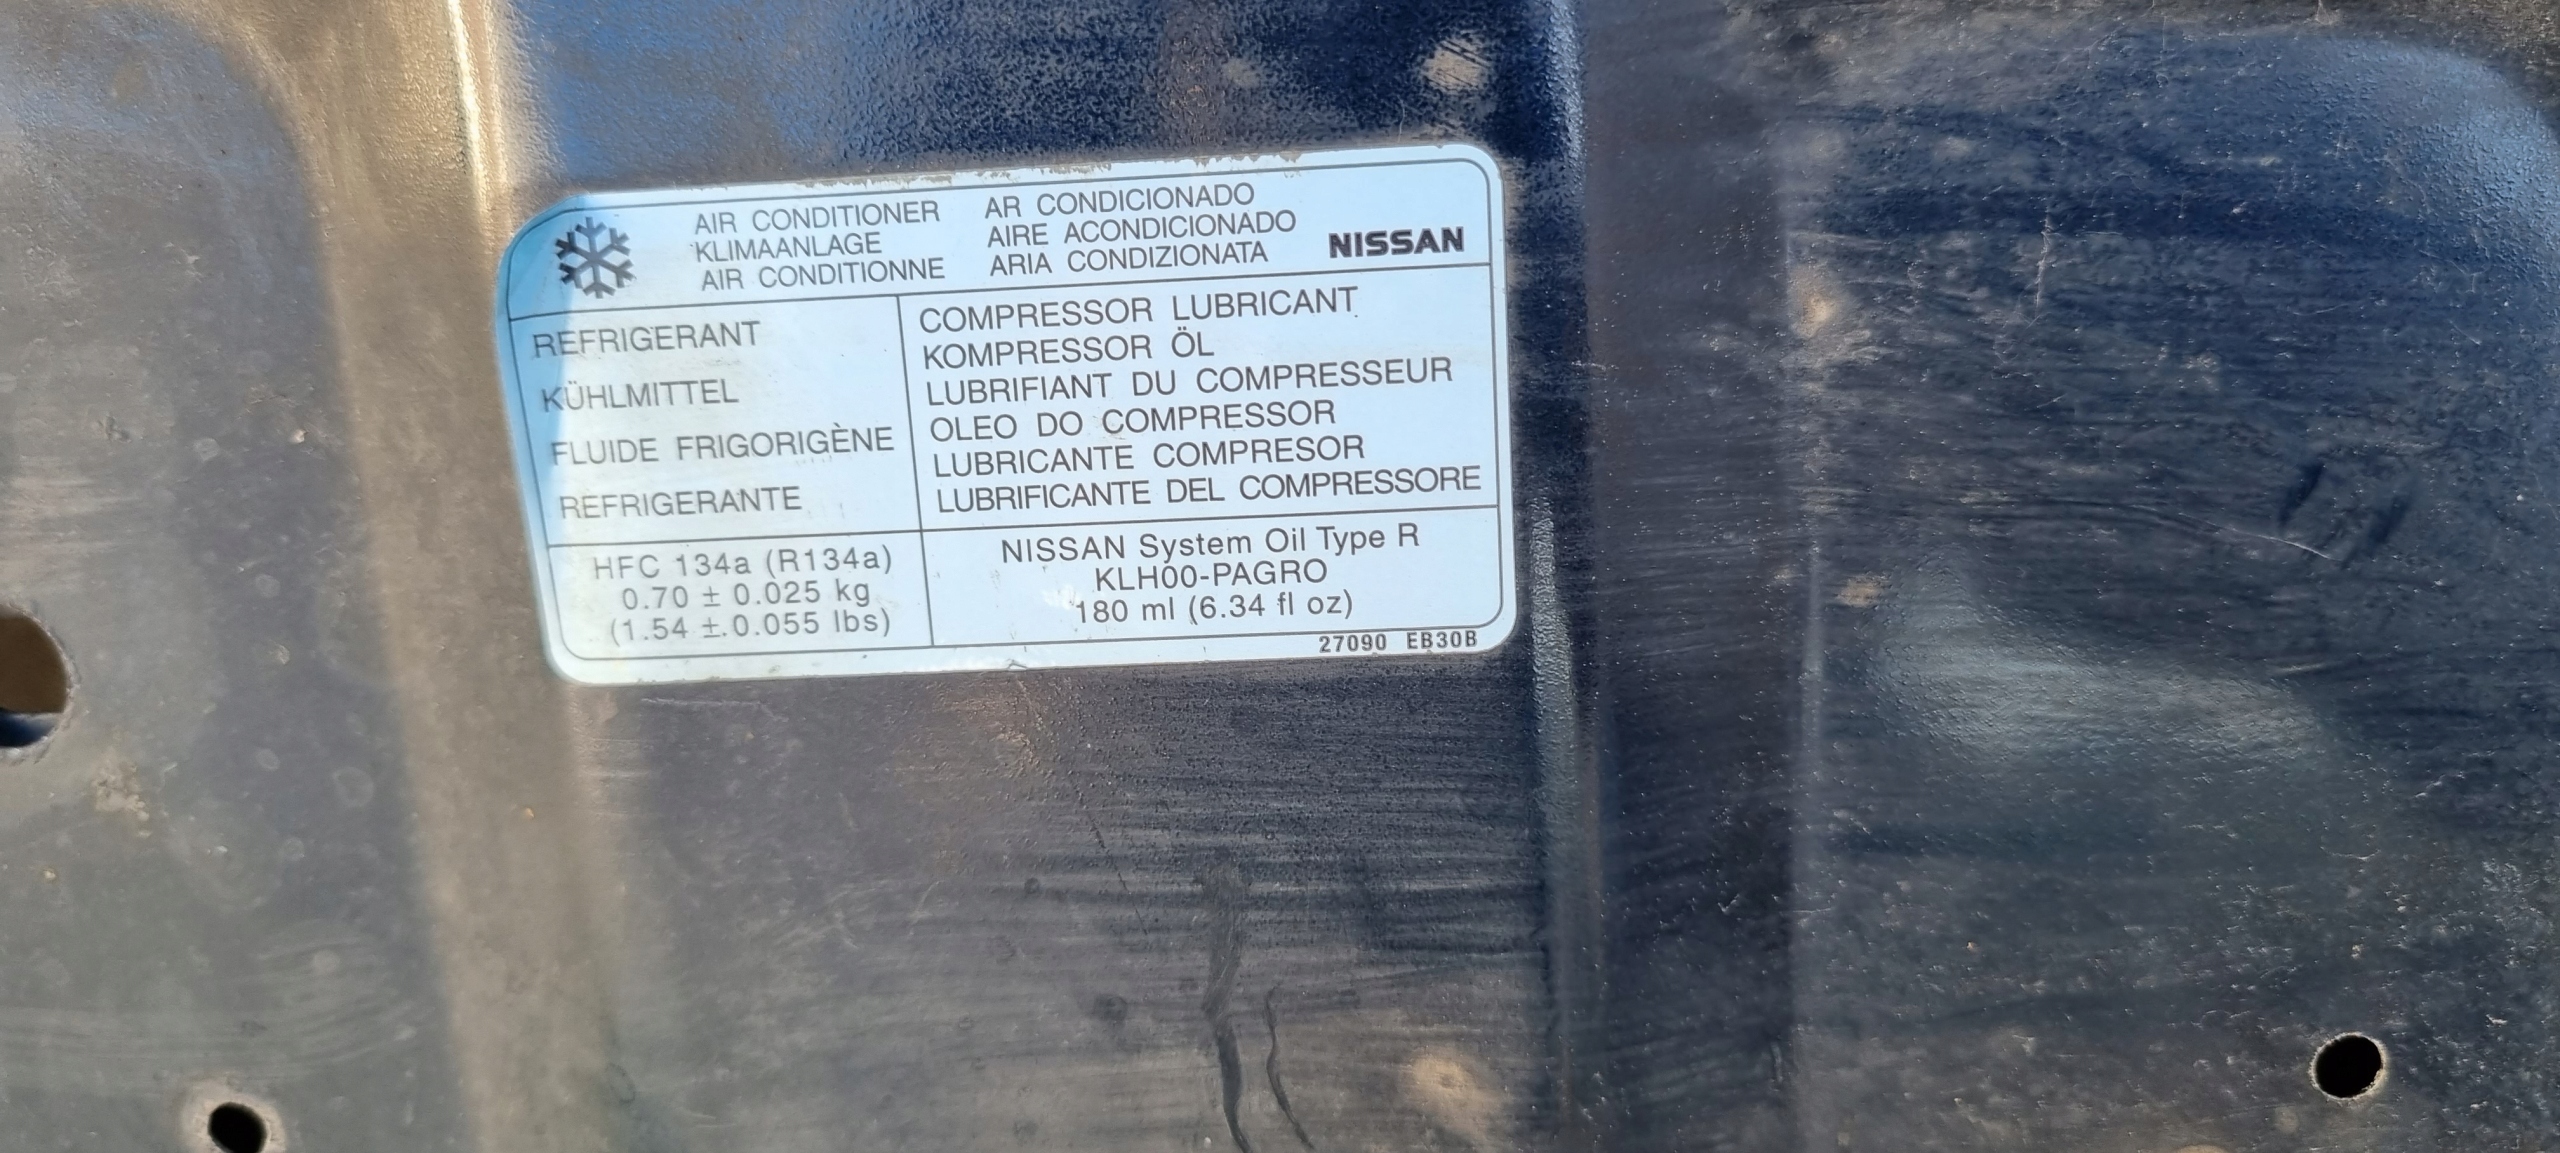 AIR CONDITIONER
KLIMAANLAGE
AIR CONDITIONNE
AR CONDICIONADO
AIRE ACONDICIONADO
ARIA CONDIZIONATA
NISSAN
REFRIGERANT
KÜHLMITTEL
FLUIDE FRIGORIGÈNE
REFRIGERANTE
COMPRESSOR LUBRICANT
KOMPRESSOR ÖL
LUBRIFIANT DU COMPRESSEUR
OLEO DO COMPRESSOR
LUBRICANTE COMPRESOR
LUBRIFICANTE DEL COMPRESSORE
HFC 134a (R134a)
0.70 ± 0.025 kg
(1.54 ± 0.055 lbs)
NISSAN System Oil Type R
KLH00-PAGRO
180 ml (6.34 fl oz)
27090 EB30B